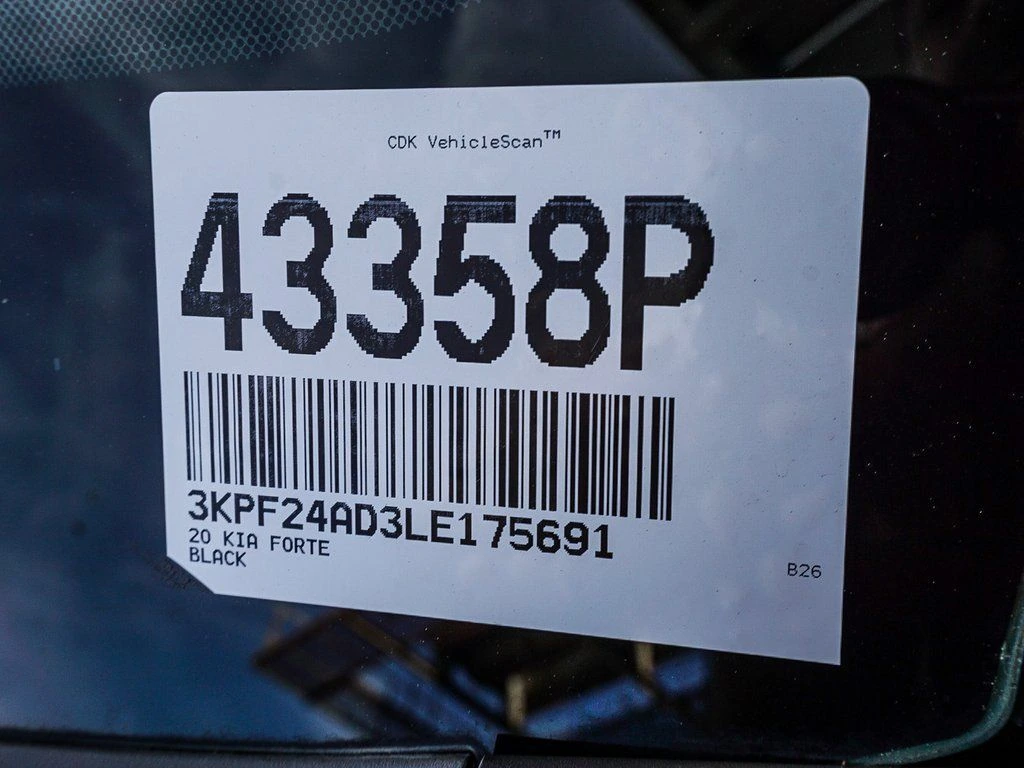 CDK VehicleScan™
43358P
3KPF24AD3LE175691
20 KIA FORTE
BLACK
B26